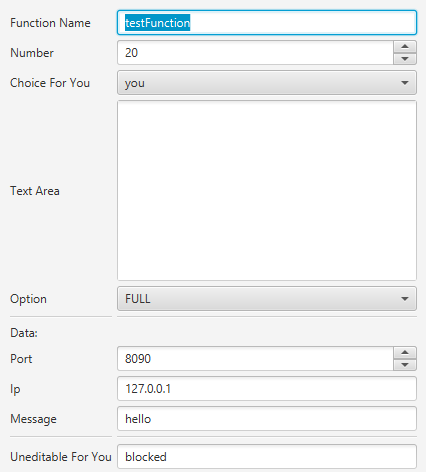 Function Name testFunction
Number 20
Choice For You you
Text Area
Option FULL
Data:
Port 8090
Ip 127.0.0.1
Message hello
Uneditable For You blocked